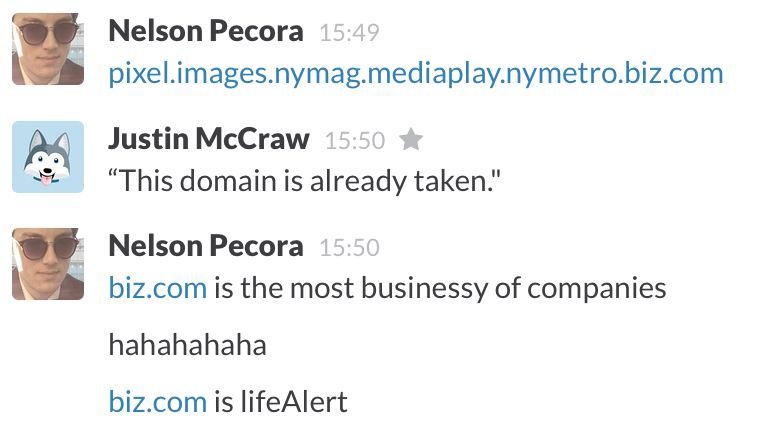 Nelson Pecora 15:49
pixel.images.nymag.mediaplay.nymetro.biz.com
Justin McCraw 15:50
“This domain is already taken."
Nelson Pecora 15:50
biz.com is the most businessy of companies
hahahahaha
biz.com is lifeAlert